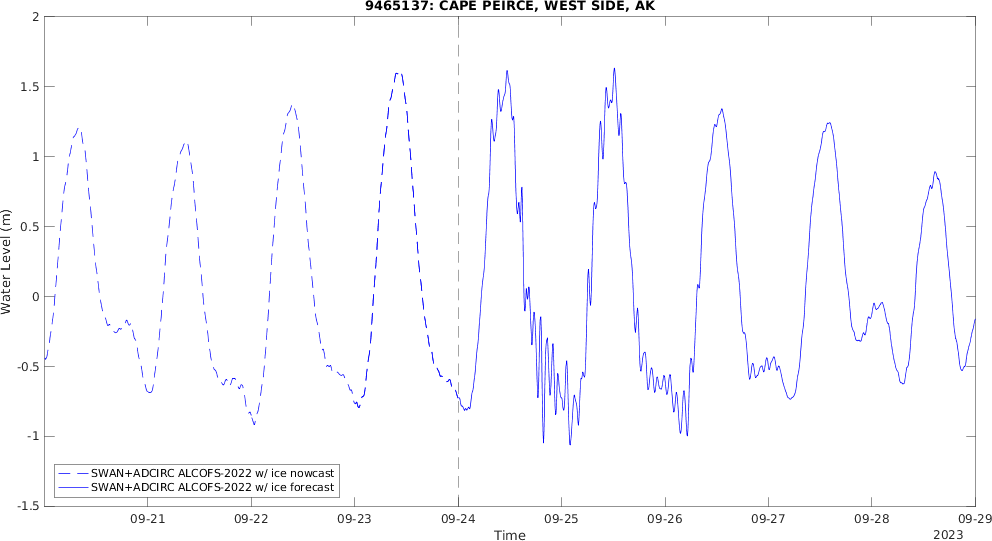 9465137: CAPE PEIRCE, WEST SIDE, AK
Water Level (m)
2
1.5
1
0.5
0
-0.5
-1
-1.5
SWAN+ADCIRC ALCOFS-2022 w/ ice nowcast
SWAN+ADCIRC ALCOFS-2022 w/ ice forecast
09-21 09-22 09-23 09-24 09-25 09-26 09-27 09-28 09-29
Time
2023